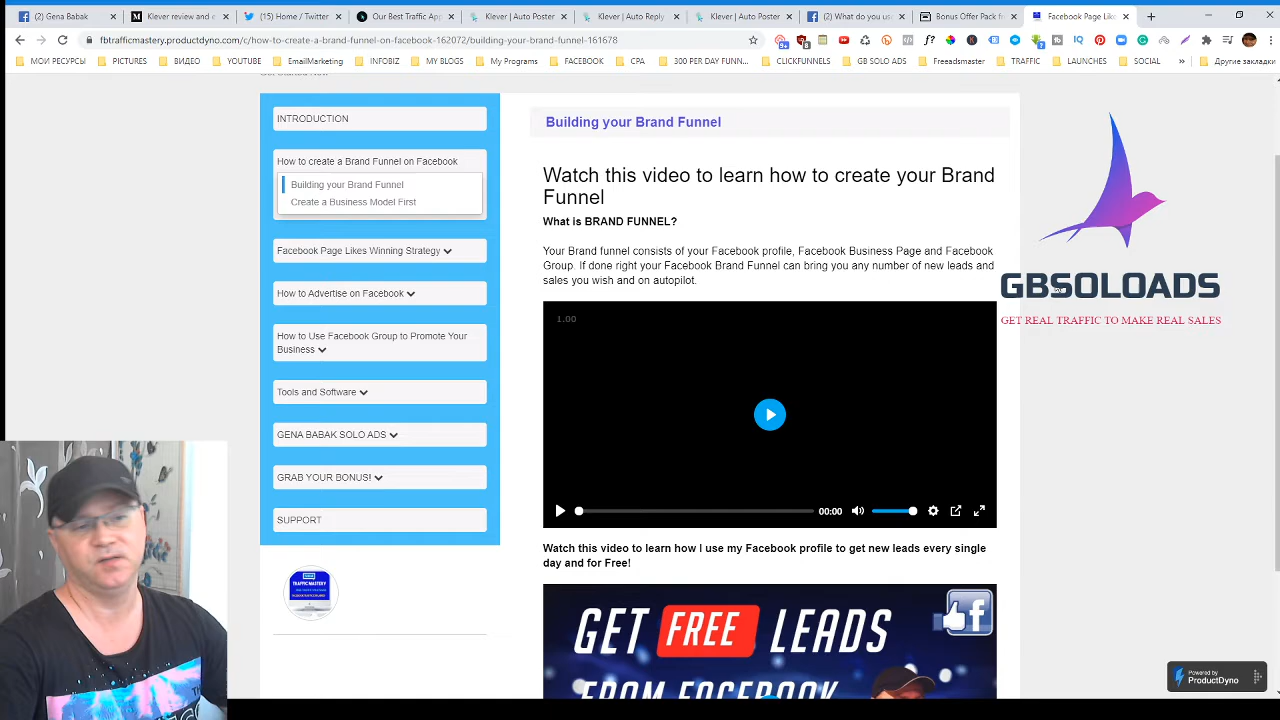 (2) Gena Babak
Klever review and e
(15) Home / Twitter
Our Best Traffic App
Klever | Auto Poster
Klever | Auto Reply
Klever | Auto Poster
(2) What do you use
Bonus Offer Pack fr
Facebook Page Like
fbtrafficmastery.productdyno.com/c/how-to-create-a-brand-funnel-on-facebook-162072/building-your-brand-funnel-161678
МОИ РЕСУРСЫ
PICTURES
ВИДЕО
YOUTUBE
EmailMarketing
INFOBIZ
MY BLOGS
My Programs
FACEBOOK
CPA
300 PER DAY FUNN...
CLICKFUNNELS
GB SOLO ADS
Freeadsmaster
TRAFFIC
LAUNCHES
SOCIAL
Другие закладки
INTRODUCTION
How to create a Brand Funnel on Facebook
Building your Brand Funnel
Create a Business Model First
Facebook Page Likes Winning Strategy
How to Advertise on Facebook
How to Use Facebook Group to Promote Your
Business
Tools and Software
GENA BABAK SOLO ADS
GRAB YOUR BONUS!
SUPPORT
TRAFFIC MASTERY
Building your Brand Funnel
Watch this video to learn how to create your Brand
Funnel
What is BRAND FUNNEL?
Your Brand funnel consists of your Facebook profile, Facebook Business Page and Facebook
Group. If done right your Facebook Brand Funnel can bring you any number of new leads and
sales you wish and on autopilot.
1.00
00:00
Watch this video to learn how I use my Facebook profile to get new leads every single
day and for Free!
GET FREE LEADS
FROM FACEBOOK
GBSOLOADS
GET REAL TRAFFIC TO MAKE REAL SALES
Powered by
ProductDyno